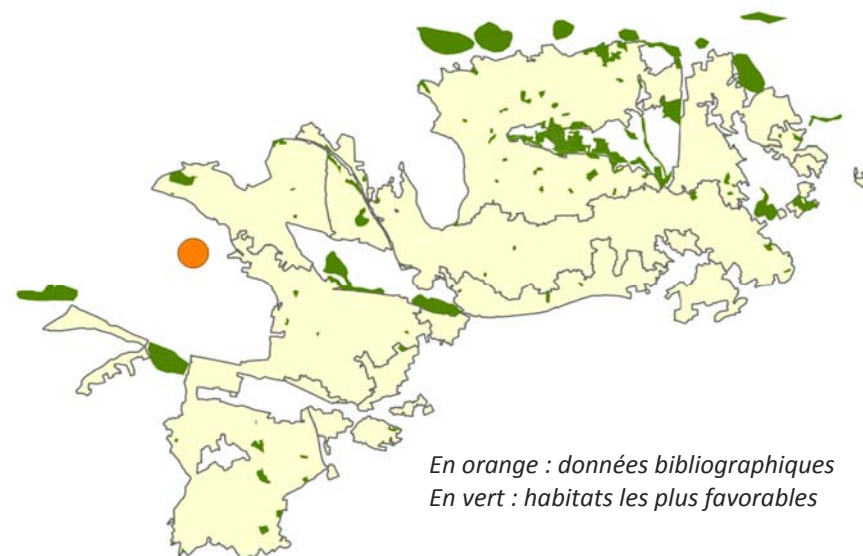 En orange : données bibliographiques
En vert : habitats les plus favorables